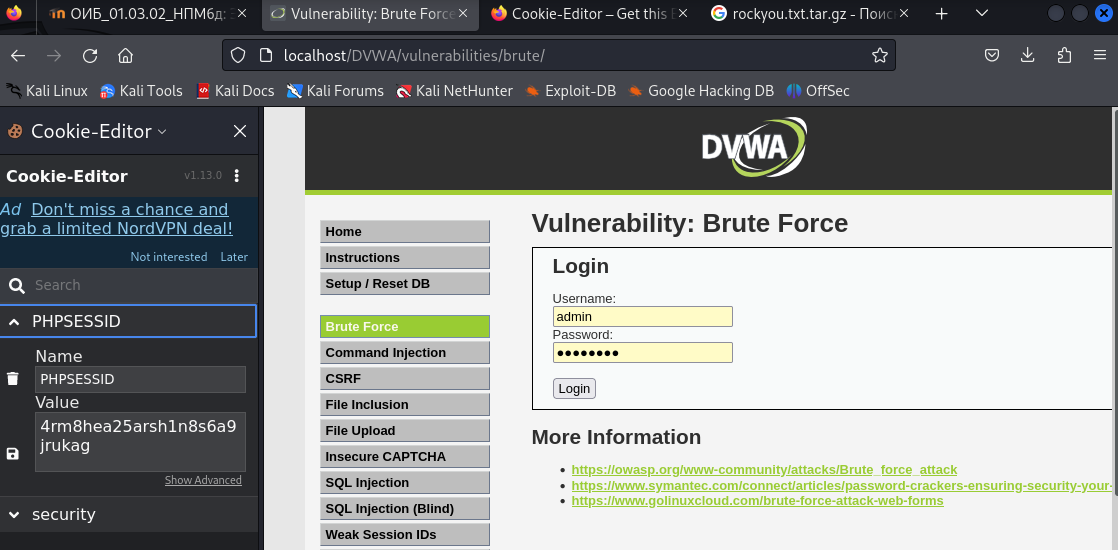 ОИБ_01.03.02_НПМбд: Э
Vulnerability: Brute Force
Cookie-Editor – Get this E
rockyou.txt.tar.gz - Поис
localhost/DVWA/vulnerabilities/brute/
Kali Linux
Kali Tools
Kali Docs
Kali Forums
Kali NetHunter
Exploit-DB
Google Hacking DB
OffSec
Cookie-Editor
Cookie-Editor
v1.13.0
Ad Don't miss a chance and
grab a limited NordVPN deal!
Not interested
Later
Search
PHPSESSID
Name
PHPSESSID
Value
4rm8hea25arsh1n8s6a9
jrukag
Show Advanced
security
DVWA
Home
Instructions
Setup / Reset DB
Brute Force
Command Injection
CSRF
File Inclusion
File Upload
Insecure CAPTCHA
SQL Injection
SQL Injection (Blind)
Weak Session IDs
Vulnerability: Brute Force
Login
Username:
admin
Password:
●●●●●●●●
Login
More Information
https://owasp.org/www-community/attacks/Brute_force_attack
https://www.symantec.com/connect/articles/password-crackers-ensuring-security-your-
https://www.golinuxcloud.com/brute-force-attack-web-forms